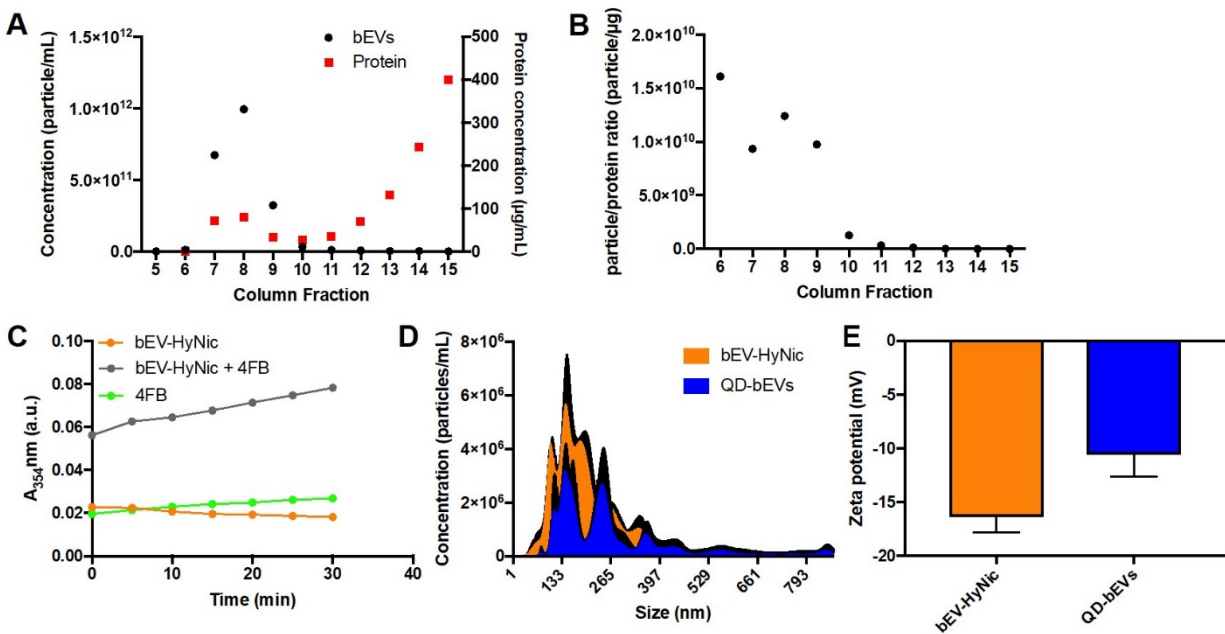 A
bEVs
Protein
Concentration (particle/mL)
1.5×10¹²
1.0×10¹²
5.0×10¹¹
0.0
Protein concentration (µg/mL)
500
400
300
200
100
0
5 6 7 8 9 10 11 12 13 14 15
Column Fraction
B
particle/protein ratio (particle/µg)
2.0×10¹⁰
1.5×10¹⁰
1.0×10¹⁰
5.0×10⁹
0.0
6 7 8 9 10 11 12 13 14 15
Column Fraction
C
bEV-HyNic
bEV-HyNic + 4FB
4FB
A₃₅₄nm (a.u.)
0.10
0.08
0.06
0.04
0.02
0.00
0 10 20 30 40
Time (min)
D
bEV-HyNic
QD-bEVs
Concentration (particles/mL)
8×10⁶
6×10⁶
4×10⁶
2×10⁶
0
1 133 265 397 529 661 793
Size (nm)
E
Zeta potential (mV)
0
-5
-10
-15
-20
bEV-HyNic
QD-bEVs